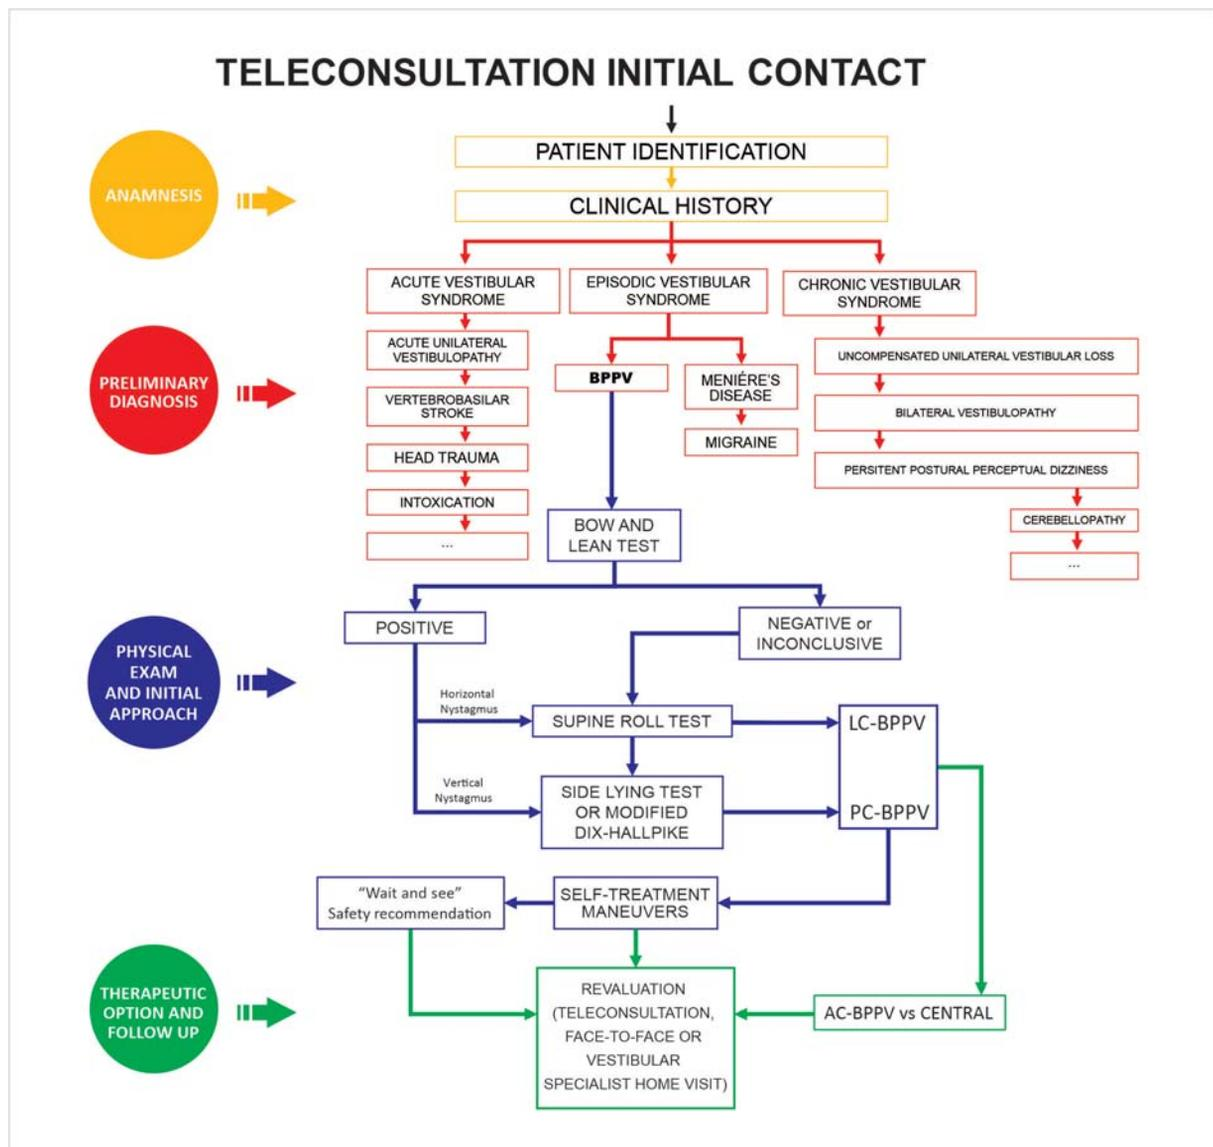 TELECONSULTATION INITIAL CONTACT
ANAMNESIS
PATIENT IDENTIFICATION
CLINICAL HISTORY
PRELIMINARY
DIAGNOSIS
ACUTE VESTIBULAR
SYNDROME
ACUTE UNILATERAL
VESTIBULOPATHY
VERTEBROBASILAR
STROKE
HEAD TRAUMA
INTOXICATION
...
EPISODIC VESTIBULAR
SYNDROME
BPPV
MENIÉRE'S
DISEASE
MIGRAINE
CHRONIC VESTIBULAR
SYNDROME
UNCOMPENSATED UNILATERAL VESTIBULAR LOSS
BILATERAL VESTIBULOPATHY
PERSITENT POSTURAL PERCEPTUAL DIZZINESS
CEREBELLOPATHY
...
PHYSICAL
EXAM
AND INITIAL
APPROACH
BOW AND
LEAN TEST
POSITIVE
NEGATIVE or
INCONCLUSIVE
Horizontal
Nystagmus
SUPINE ROLL TEST
LC-BPPV
Vertical
Nystagmus
SIDE LYING TEST
OR MODIFIED
DIX-HALLPIKE
PC-BPPV
"Wait and see"
Safety recommendation
SELF-TREATMENT
MANEUVERS
THERAPEUTIC
OPTION AND
FOLLOW UP
REVALUATION
(TELECONSULTATION,
FACE-TO-FACE OR
VESTIBULAR
SPECIALIST HOME VISIT)
AC-BPPV vs CENTRAL